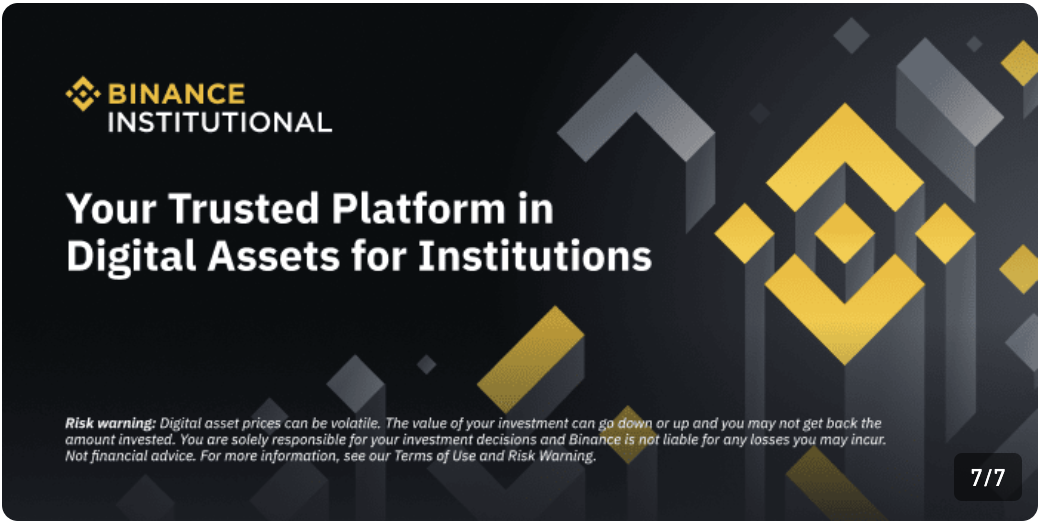 BINANCE
INSTITUTIONAL
Your Trusted Platform in
Digital Assets for Institutions
Risk warning: Digital asset prices can be volatile. The value of your investment can go down or up and you may not get back the
amount invested. You are solely responsible for your investment decisions and Binance is not liable for any losses you may incur.
Not financial advice. For more information, see our Terms of Use and Risk Warning.
7/7